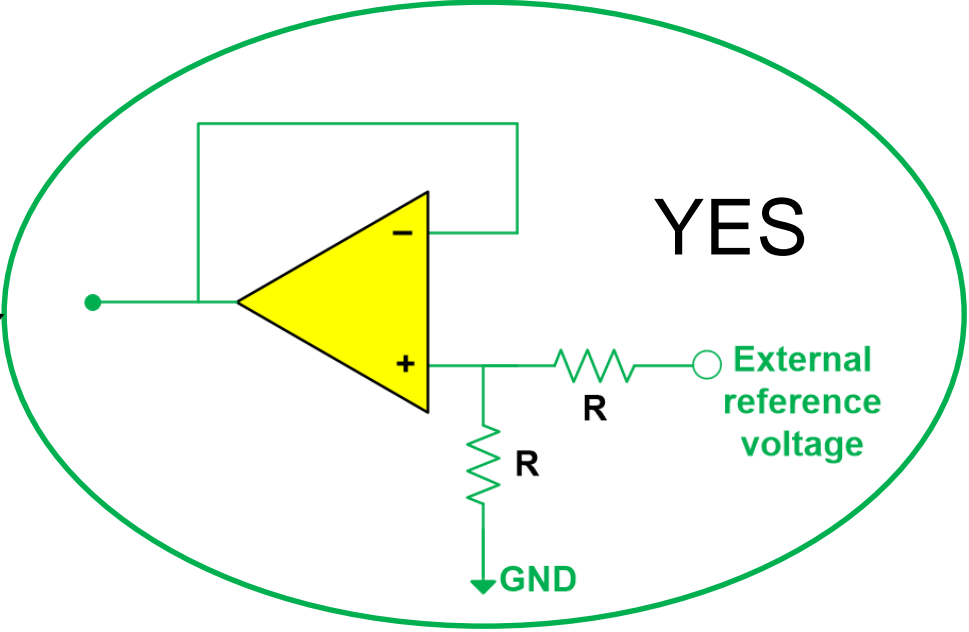 YES
−
+
External
reference
voltage
R
R
GND